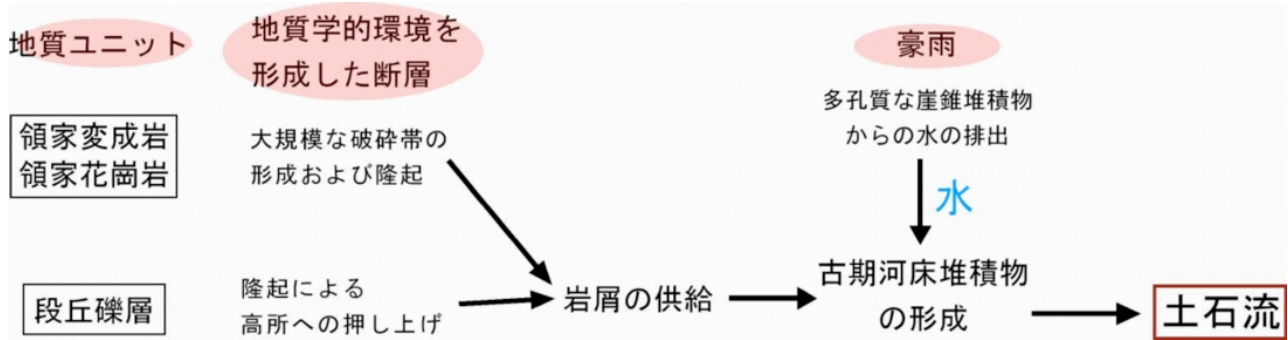 地質ユニット
地質学的環境を
形成した断層
豪雨
領家変成岩
領家花崗岩
大規模な破砕帯の
形成および隆起
多孔質な崖錐堆積物
からの水の排出
水
段丘礫層
隆起による
高所への押し上げ
岩屑の供給
古期河床堆積物
の形成
土石流